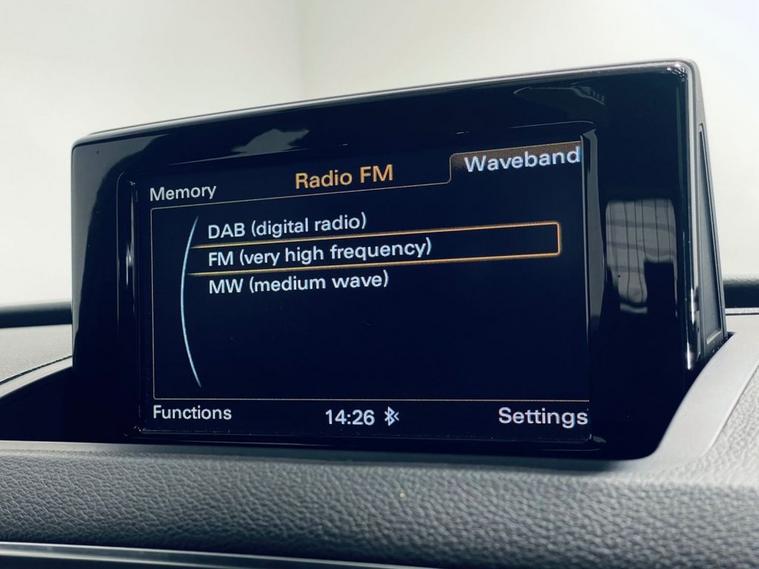 Memory
Radio FM
Waveband
DAB (digital radio)
FM (very high frequency)
MW (medium wave)
Functions
14:26
Settings